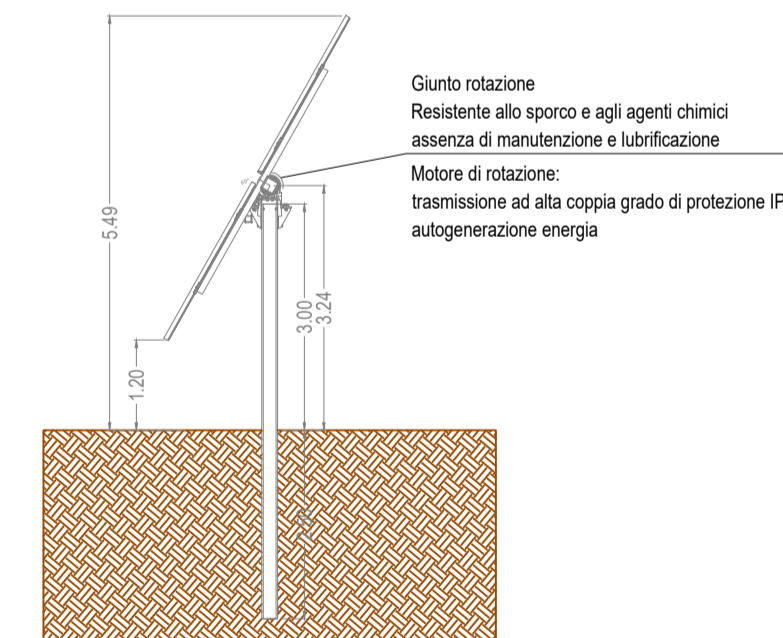 Giunto rotazione
Resistente allo sporco e agli agenti chimici
assenza di manutenzione e lubrificazione
Motore di rotazione:
trasmissione ad alta coppia grado di protezione IP
autogenerazione energia
5.49
3.00
3.24
1.20